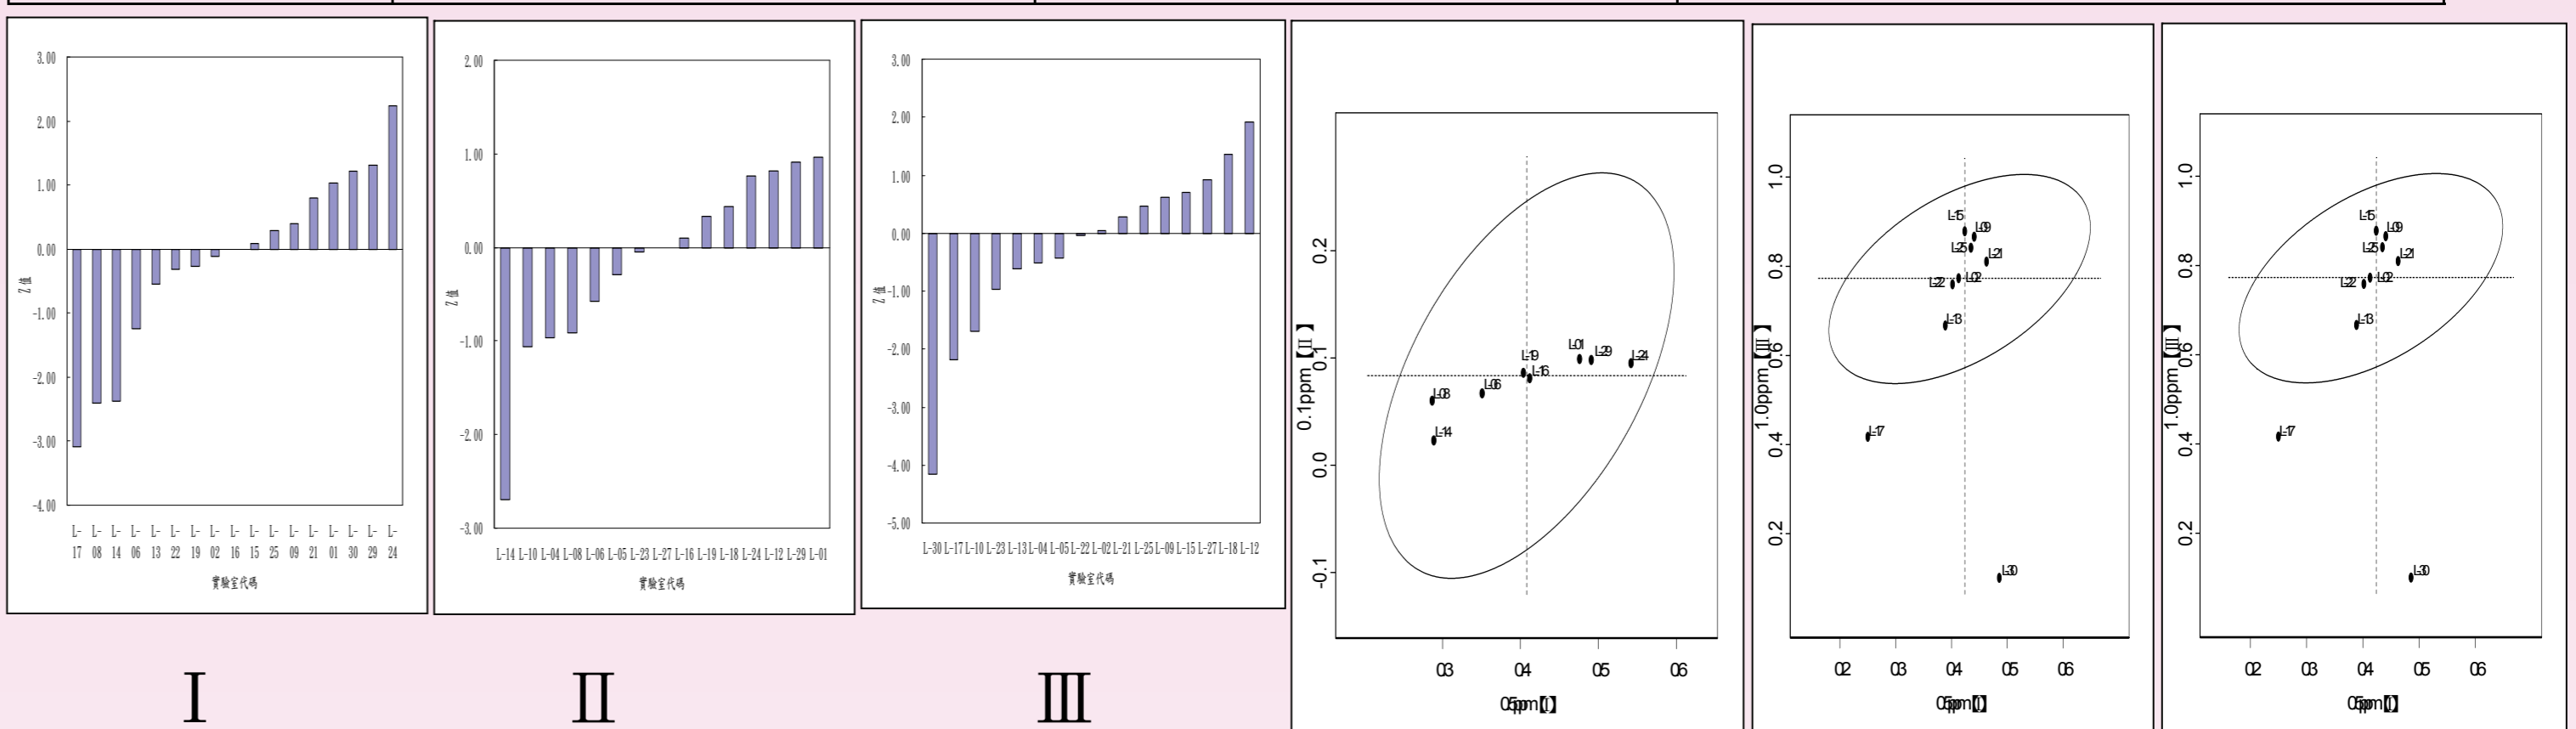 3.00
2.00
1.00
0.00
-1.00
-2.00
-3.00
-4.00
Z 值
L- L- L- L- L- L- L- L- L- L- L- L- L- L- L- L- L-
17 08 14 06 13 22 19 02 16 15 25 09 21 01 30 29 24
實驗室代碼
I
2.00
1.00
0.00
-1.00
-2.00
-3.00
Z 值
L-14 L-10 L-04 L-08 L-06 L-05 L-23 L-27 L-16 L-19 L-18 L-24 L-12 L-29 L-01
實驗室代碼
II
3.00
2.00
1.00
0.00
-1.00
-2.00
-3.00
-4.00
-5.00
Z 值
L-30 L-17 L-10 L-23 L-13 L-04 L-05 L-22 L-02 L-21 L-25 L-09 L-15 L-27 L-18 L-12
實驗室代碼
III
0.2
0.1
0.0
-0.1
0.1ppm【II】
L-01
L-19
L-29
L-24
L-16
L-06
L-08
L-14
0.3 0.4 0.5 0.6
0.5ppm【I】
1.0
0.8
0.6
0.4
0.2
1.0ppm【III】
L-15
L-09
L-25
L-21
L-02
L-22
L-13
L-17
L-30
0.2 0.3 0.4 0.5 0.6
0.5ppm【I】
1.0
0.8
0.6
0.4
0.2
1.0ppm【III】
L-15
L-09
L-25
L-21
L-02
L-22
L-13
L-17
L-30
0.2 0.3 0.4 0.5 0.6
0.5ppm【I】